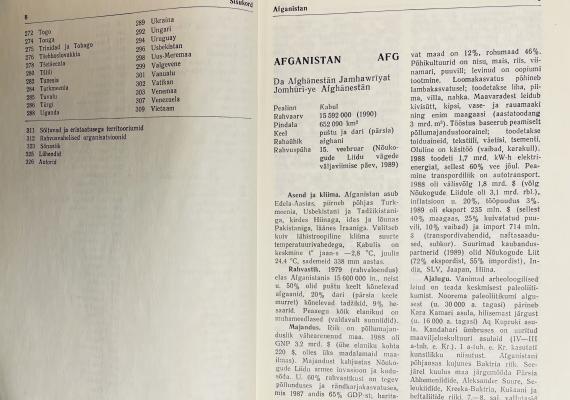 8
Sisukord
272 Togo
274 Tonga
275 Trinidad ja Tobago
276 Tšehhoslovakkia
278 Tšiisenia
280 Tšiili
282 Tuneesia
284 Turkmeenia
285 Tuvalu
286 Türgi
288 Uganda
289 Ukraina
292 Ungari
294 Uruguay
296 Usbekistan
298 Uus-Meremaa
299 Valgevene
301 Vanuatu
302 Vatikan
303 Venemaa
307 Venezuela
309 Vietnam
311 Sõltuvad ja eristaatusega territooriumid
312 Rahvusvahelised organisatsioonid
323 Sõnastik
325 Lühendid
326 Autorid
Afganistan
AFGANISTAN AFG
Da Afghānestān Jamhawrīyat
Jomhūrī-ye Afghānestān
Pealinn Kabul
Rahvaarv 15 592 000 (1990)
Pindala 652 090 km²
Keel puštu ja dari (pärsia)
Rahaühik afghani
Rahvuspüha 15. veebruar (Nõuko-
gude Liidu vägede
väljaviimise päev, 1989)
Asend ja kliima. Afganistan asub
Edela-Aasias, piirneb põhjas Turk-
meenia, Usbekistani ja Tadžikistani-
ga, kirdes Hiinaga, idas ja lõunas
Pakistaniga, läänes Iraaniga. Valitseb
kuiv lähistroopiline kliima suurte
temperatuurivahedega, Kabulis on
keskmine t° jaan-s −2,8 °C, juulis
24,4 °C, sademeid 338 mm aastas.
Rahvastik. 1979 (rahvaloendus)
elas Afganistanis 15 600 000 in., neist
u. 50% olid puštu keelt kõnelevad
afgaanid, 20% dari (pärsia keele
murret) kõnelevad tadžikid, 9% he-
saarid. Peaaegu kõik elanikud on
muhameedlased (valdavalt sunniidid).
Majandus. Riik on põllumajan-
duslik vähearenenud maa. 1988 oli
GNP 3.2 mrd. $ (ühe elaniku kohta
220 $, olles üks madalamaid maa-
ilmas). Majandust kahjustas Nõuko-
gude Liidu armee invasioon ja kodu-
sõda. U. 60% rahvastikust on tegev
põllunduses ja rändkarjakasvatuses,
mis 1987 andis 65% GDP-st; harita-
vat maad on 12%, rohumaad 46%.
Põhikultuurid on nisu, mais, riis, vii-
namari, puuvill; levinud on oopiumi
tootmine. Loomakasvatus põhineb
lambakasvatusel; toodetakse liha, pii-
ma, villa, nahka. Maavaradest leidub
kivisütt, kipsi, vase- ja rauamaaki
ning enim maagaasi (aastatoodang
3 mrd. m³). Tööstus baseerub peamiselt
põllumajandustoorainel; toodetakse
toiduaineid, tekstiili, väetisi, tsementi.
Oluline on käsitöö (vaibad, karakull).
1988 toodeti 1,7 mrd. kW-h elektri-
energiat, sellest 60% vee jõul. Pea-
mine transpordiliik on autotransport.
1988 oli välisvõlg 1,8 mrd. $ (võlg
Nõukogude Liidule oli 3,1 mrd. rbl.),
inflatsioon u. 20%, tööpuudus 3%.
1989 oli eksport 235 mln. $ (sellest
40% maagaas, 25% kuivatatud puu-
vili, 10% vaibad) ja import 714 mln.
$ (transpordivahendid, naftasaadu-
sed, suhkur). Suurimad kaubandus-
partnerid (1989) olid Nõukogude Liit
(72% ekspordist, 55% impordist), In-
dia, SLV, Jaapan, Hiina.
Ajalugu. Vanimad arheoloogilised
leiud on teada keskmisest paleoliiti-
kumist. Noorema paleoliitikumi algu-
sest (u. 30 000 a. tagasi) pärineb
Kara Kamari asula, hilisemast järgust
(u. 16 000 a. tagasi) Aq Kupruki asu-
la. Kandahari ümbruses on uuritud
maaviljeluskultuuri asulaid (IV—III
a-tuh. e. Kr.). I a-tuh. e. Kr. kasutati
kunstlikku niisutust. Afganistani
põhjaosas kujunes Baktria riik. See-
järel kuulus maa järgemööda Pärsia
Ahhemeniidide, Aleksander Suure, Se-
leukiidide, Kreeka-Baktria, Kušaani ja
heftaliitide riiki. 7.—8. saj. vallutasid